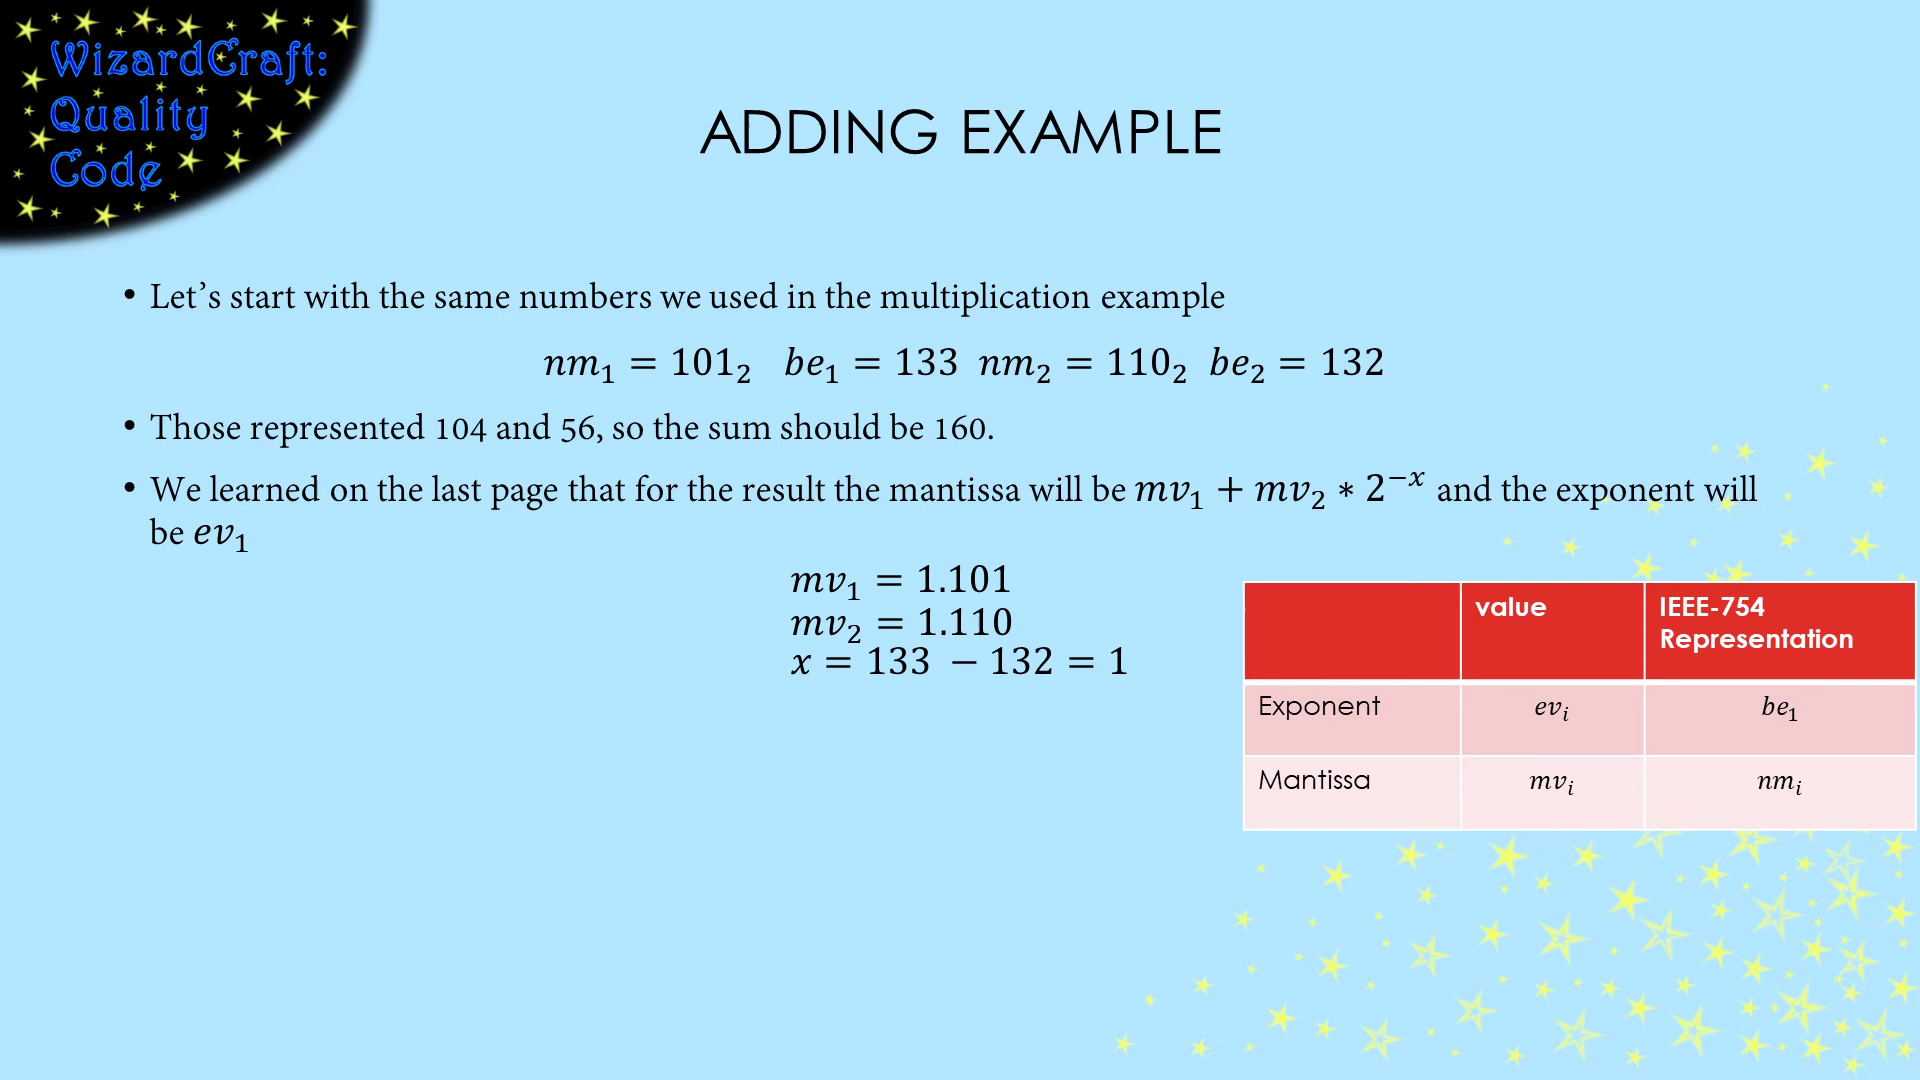 WizardCraft:
Quality
Code
ADDING EXAMPLE
• Let’s start with the same numbers we used in the multiplication example
nm₁ = 101₂ be₁ = 133 nm₂ = 110₂ be₂ = 132
• Those represented 104 and 56, so the sum should be 160.
• We learned on the last page that for the result the mantissa will be mv₁ + mv₂ * 2⁻ˣ and the exponent will
be ev₁
mv₁ = 1.101
mv₂ = 1.110
x = 133 − 132 = 1
value IEEE-754
Representation
Exponent evᵢ be₁
Mantissa mvᵢ nmᵢ